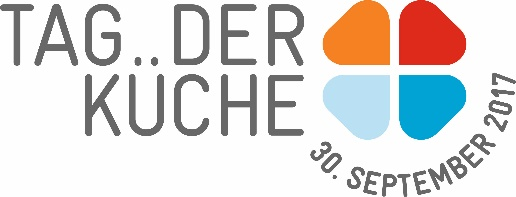 TAG DER
KÜCHE
30. SEPTEMBER 2017